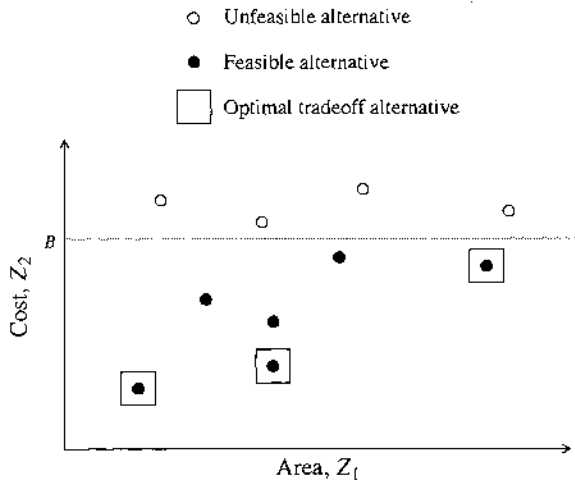 Unfeasible alternative
Feasible alternative
Optimal tradeoff alternative
B
Cost, Z2
Area, Z1